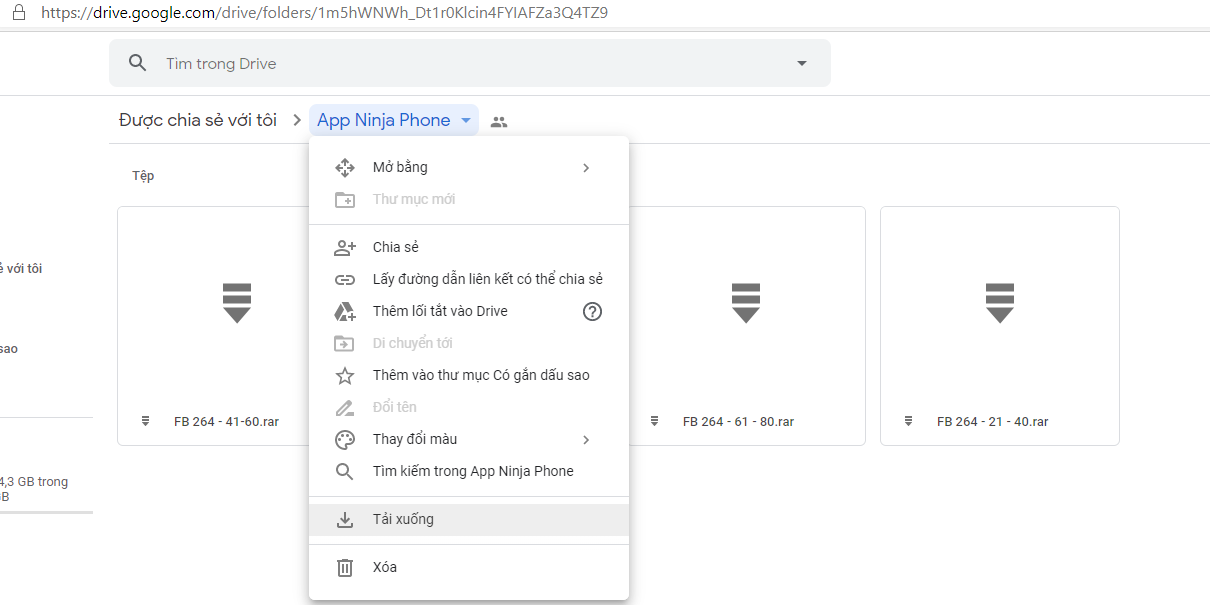 https://drive.google.com/drive/folders/1m5hWNWh_Dt1r0Klcin4FYIAFZa3Q4TZ9
Tìm trong Drive
Được chia sẻ với tôi
App Ninja Phone
Tệp
Mở bằng
Thư mục mới
Chia sẻ
Lấy đường dẫn liên kết có thể chia sẻ
Thêm lối tắt vào Drive
Di chuyển tới
Thêm vào thư mục Có gắn dấu sao
Đổi tên
Thay đổi màu
Tìm kiếm trong App Ninja Phone
Tải xuống
Xóa
ẻ với tôi
sao
4,3 GB trong
FB 264 - 41-60.rar
FB 264 - 61 - 80.rar
FB 264 - 21 - 40.rar